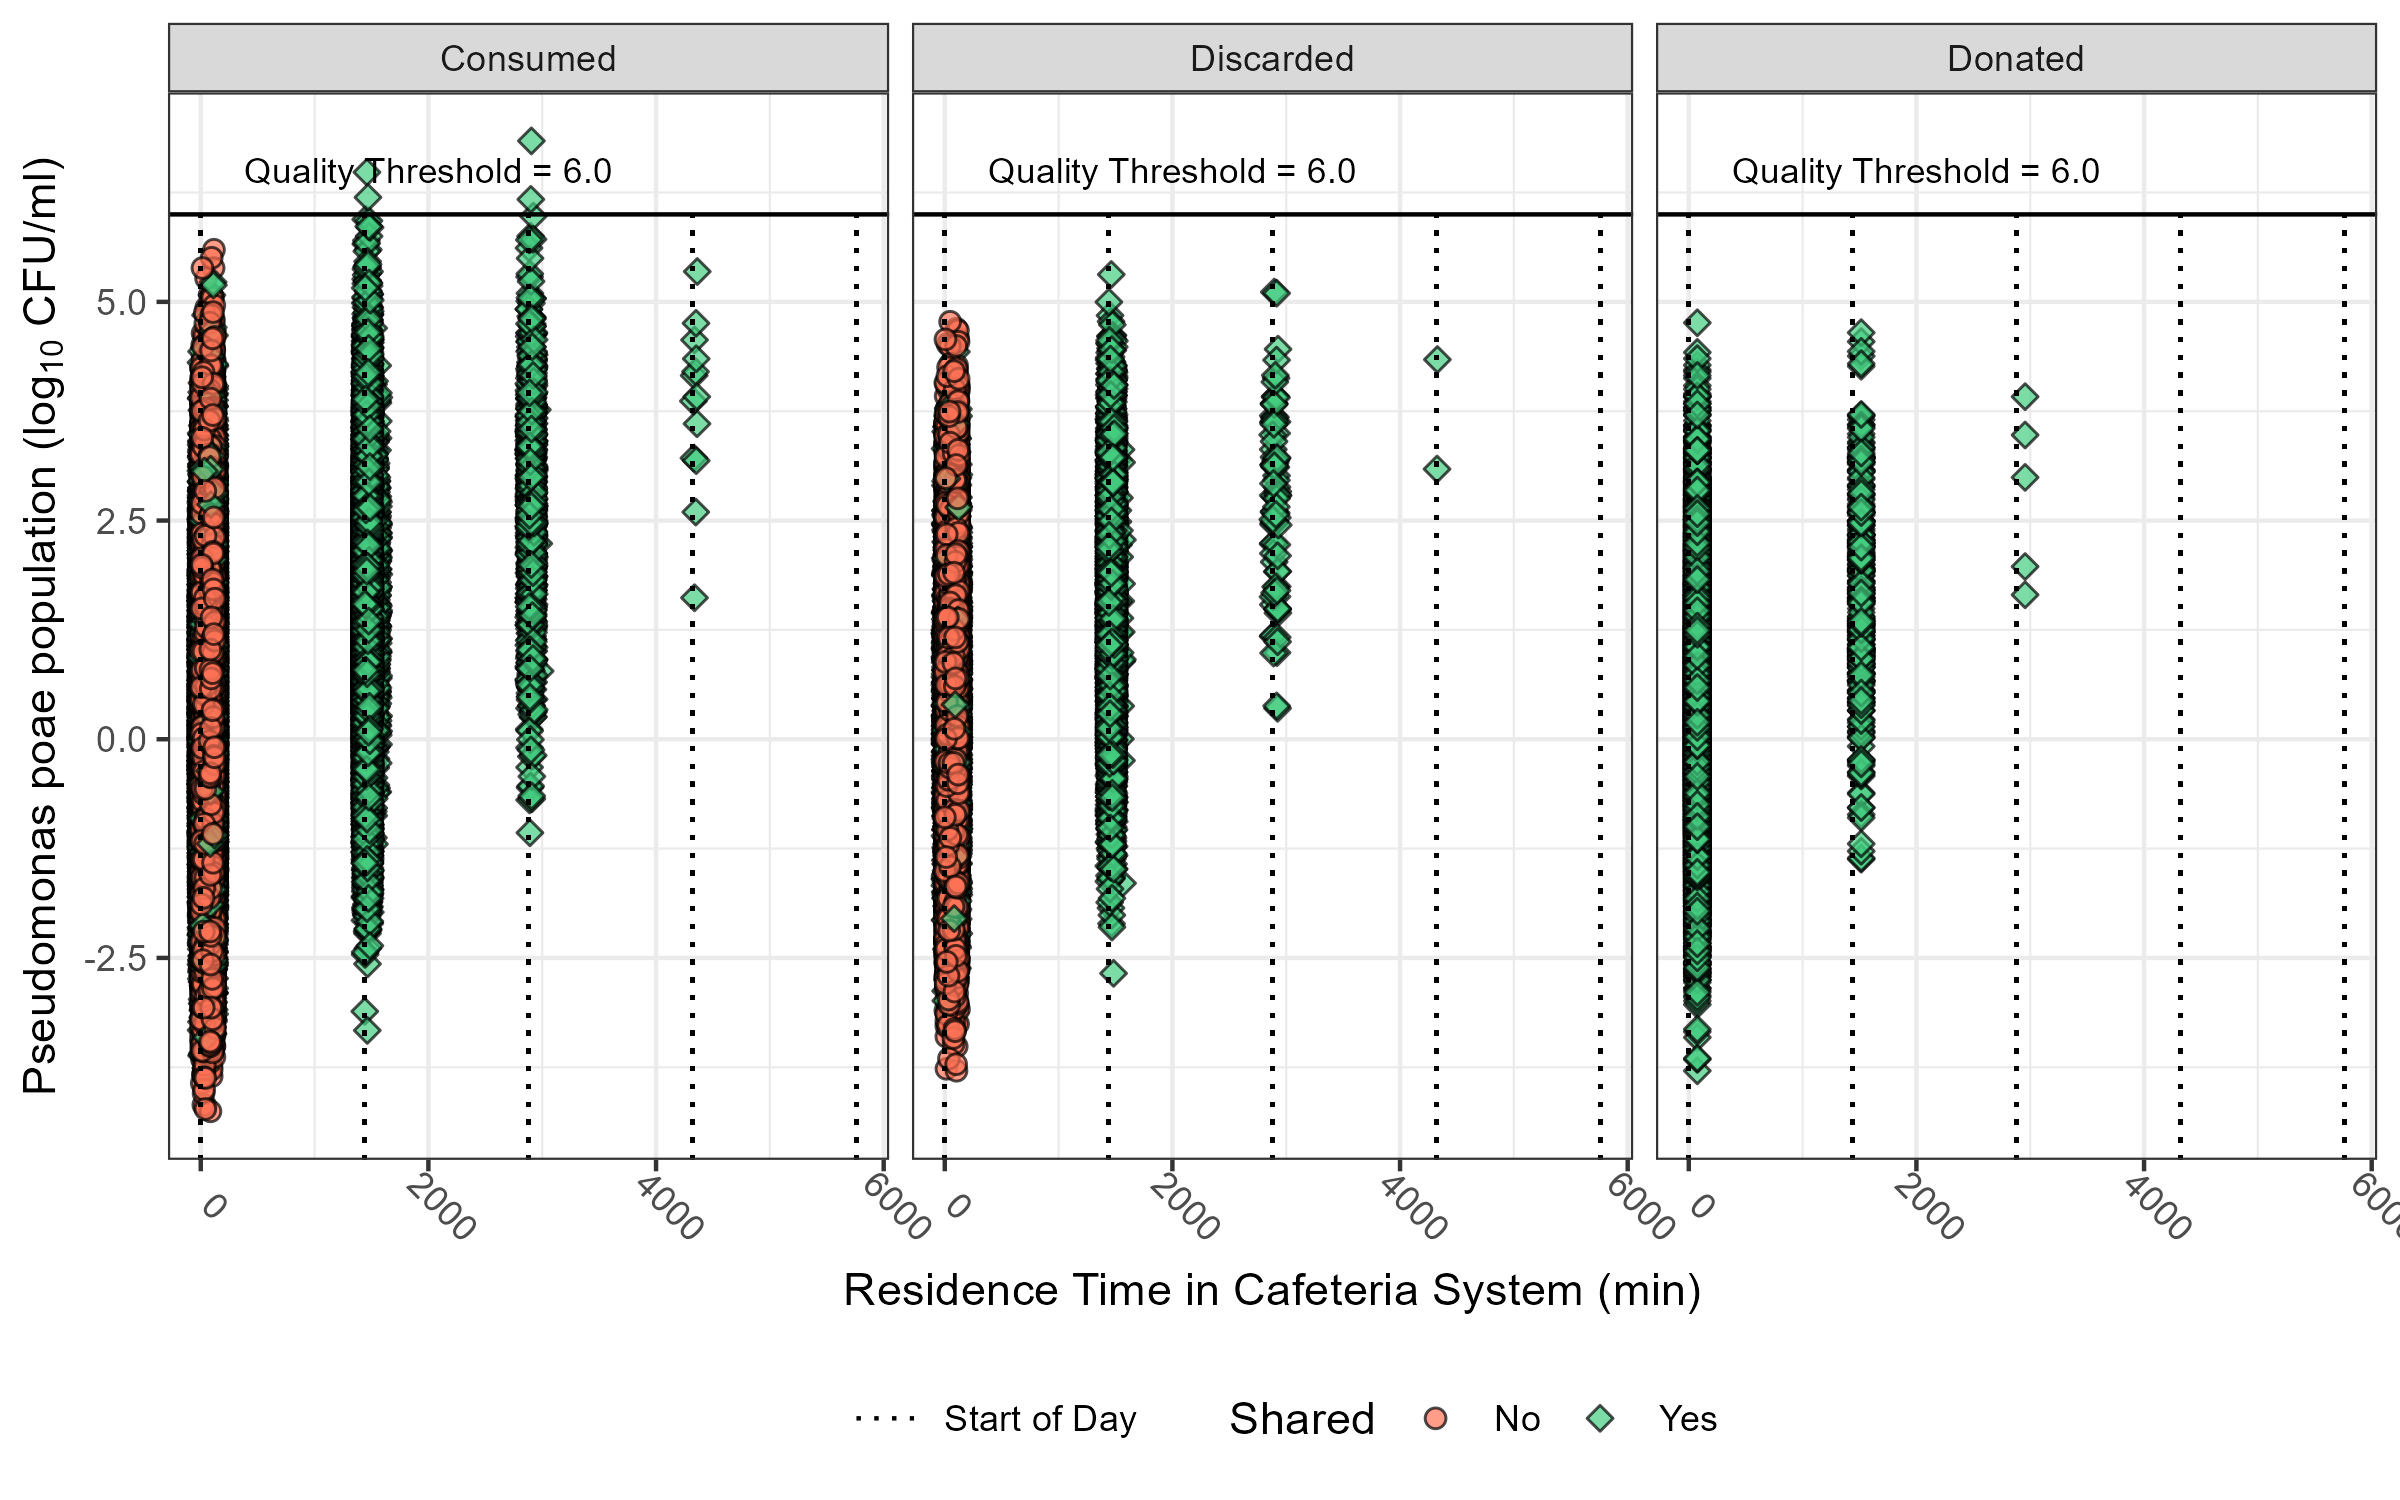 Consumed
Discarded
Donated
Quality Threshold = 6.0
Quality Threshold = 6.0
Quality Threshold = 6.0
Pseudomonas poae population (log10 CFU/ml)
5.0
2.5
0.0
-2.5
0 2000 4000 6000
0 2000 4000 6000
0 2000 4000 6000
Residence Time in Cafeteria System (min)
Start of Day
Shared
No
Yes